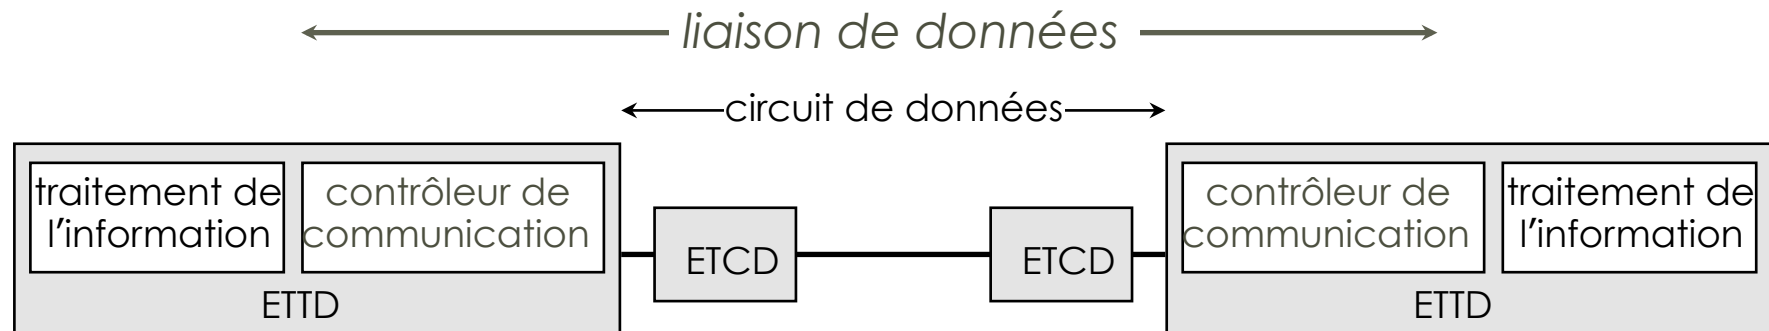 liaison de données
circuit de données
traitement de
l’information
contrôleur de
communication
ETTD
ETCD
ETCD
contrôleur de
communication
traitement de
l’information
ETTD